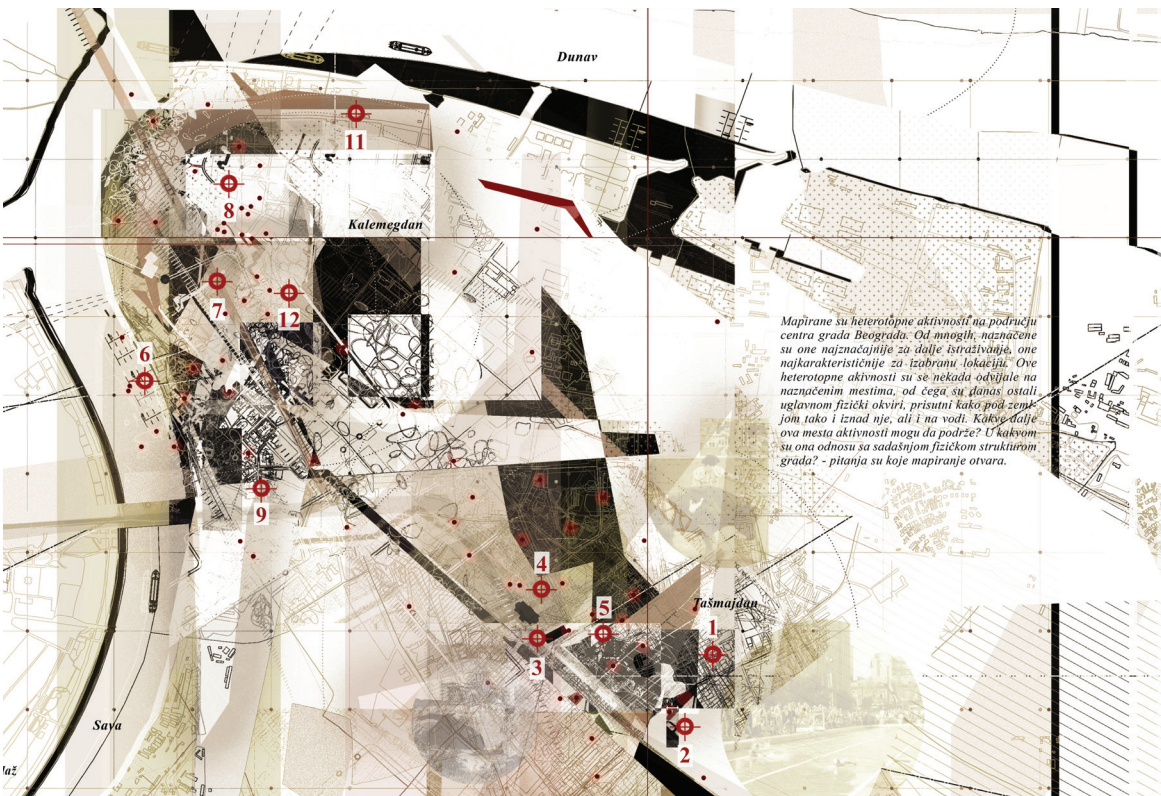 Dunav
11
8
Kalemegdan
7
12
Mapirane su heterotopne aktivnosti na području
centra grada Beograda. Od mnogih, naznačene
su one najznačajnije za dalje istraživanje, one
najkarakterističnije za izabranu lokaciju. Ove
heterotopne akivnosti su se nekada odvijale na
naznačenim mestima, od čega su danas ostali
uglavnom fizički okviri, prisutni kako pod zeml-
jom tako i iznad nje, ali i na vodi. Kakve dalje
ova mesta aktivnosti mogu da podrže? U kakvom
su ona odnosu sa sadašnjom fizičkom strukturom
grada? - pitanja su koje mapiranje otvara.
6
9
4
Tašmajdan
5
1
3
2
Sava
laž